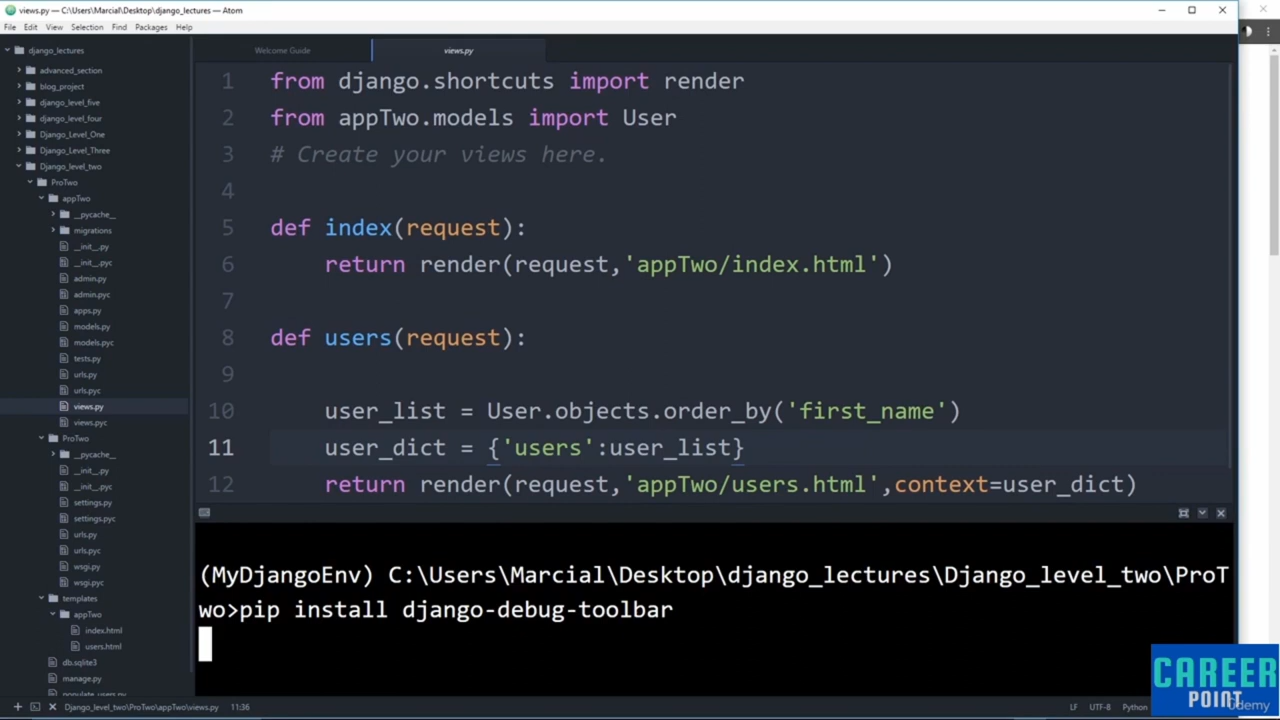 views.py — C:\Users\Marcial\Desktop\django_lectures — Atom
File Edit View Selection Find Packages Help
django_lectures
advanced_section
blog_project
django_level_five
django_level_four
Django_Level_One
Django_Level_Three
Django_level_two
ProTwo
appTwo
__pycache__
migrations
__init__.py
__init__.pyc
admin.py
admin.pyc
apps.py
models.py
models.pyc
tests.py
urls.py
urls.pyc
views.py
views.pyc
ProTwo
__pycache__
__init__.py
__init__.pyc
settings.py
settings.pyc
urls.py
urls.pyc
wsgi.py
wsgi.pyc
templates
appTwo
index.html
users.html
db.sqlite3
manage.py
populate_users.py
Welcome Guide views.py
1 from django.shortcuts import render
2 from appTwo.models import User
3 # Create your views here.
4
5 def index(request):
6 return render(request,'appTwo/index.html')
7
8 def users(request):
9
10 user_list = User.objects.order_by('first_name')
11 user_dict = {'users':user_list}
12 return render(request,'appTwo/users.html',context=user_dict)
(MyDjangoEnv) C:\Users\Marcial\Desktop\django_lectures\Django_level_two\ProT
wo>pip install django-debug-toolbar
Django_level_two\ProTwo\appTwo\views.py 11:36 LF UTF-8 Python
CAREER
POINT
Udemy